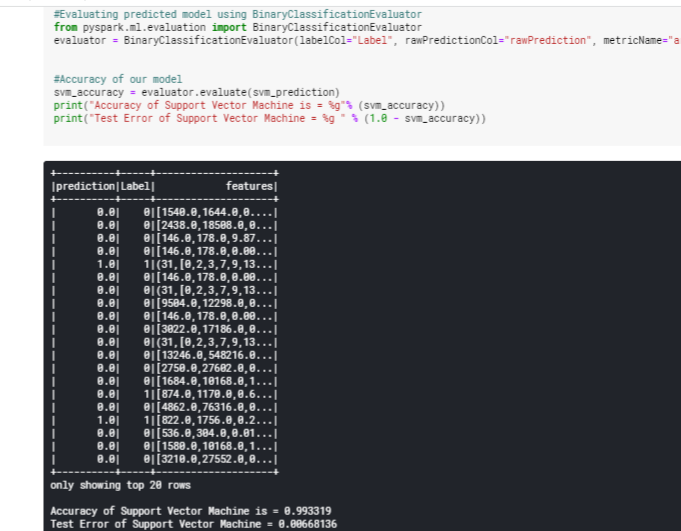 #Evaluating predicted model using BinaryClassificationEvaluator
from pyspark.ml.evaluation import BinaryClassificationEvaluator
evaluator = BinaryClassificationEvaluator(labelCol="Label", rawPredictionCol="rawPrediction", metricName="a
#Accuracy of our model
svm_accuracy = evaluator.evaluate(svm_prediction)
print("Accuracy of Support Vector Machine is = %g"% (svm_accuracy))
print("Test Error of Support Vector Machine = %g " % (1.0 - svm_accuracy))
+----------+-----+--------------------+
|prediction|Label|            features|
+----------+-----+--------------------+
|       0.0|    0|[1540.0,1644.0,0....|
|       0.0|    0|[2438.0,18508.0,0...|
|       0.0|    0|[146.0,178.0,9.87...|
|       0.0|    0|[146.0,178.0,0.00...|
|       1.0|    1|(31,[0,2,3,7,9,13...|
|       0.0|    0|[146.0,178.0,0.00...|
|       0.0|    0|(31,[0,2,3,7,9,13...|
|       0.0|    0|[9504.0,12298.0,0...|
|       0.0|    0|[146.0,178.0,0.00...|
|       0.0|    0|[3022.0,17186.0,0...|
|       0.0|    0|(31,[0,2,3,7,9,13...|
|       0.0|    0|[13246.0,548216.0...|
|       0.0|    0|[2750.0,27602.0,0...|
|       0.0|    0|[1684.0,10168.0,1...|
|       0.0|    1|[874.0,1170.0,0.6...|
|       0.0|    0|[4862.0,76316.0,0...|
|       1.0|    1|[822.0,1756.0,0.2...|
|       0.0|    0|[536.0,304.0,0.01...|
|       0.0|    0|[1580.0,10168.0,1...|
|       0.0|    0|[3210.0,27552.0,0...|
+----------+-----+--------------------+
only showing top 20 rows
Accuracy of Support Vector Machine is = 0.993319
Test Error of Support Vector Machine = 0.00668136